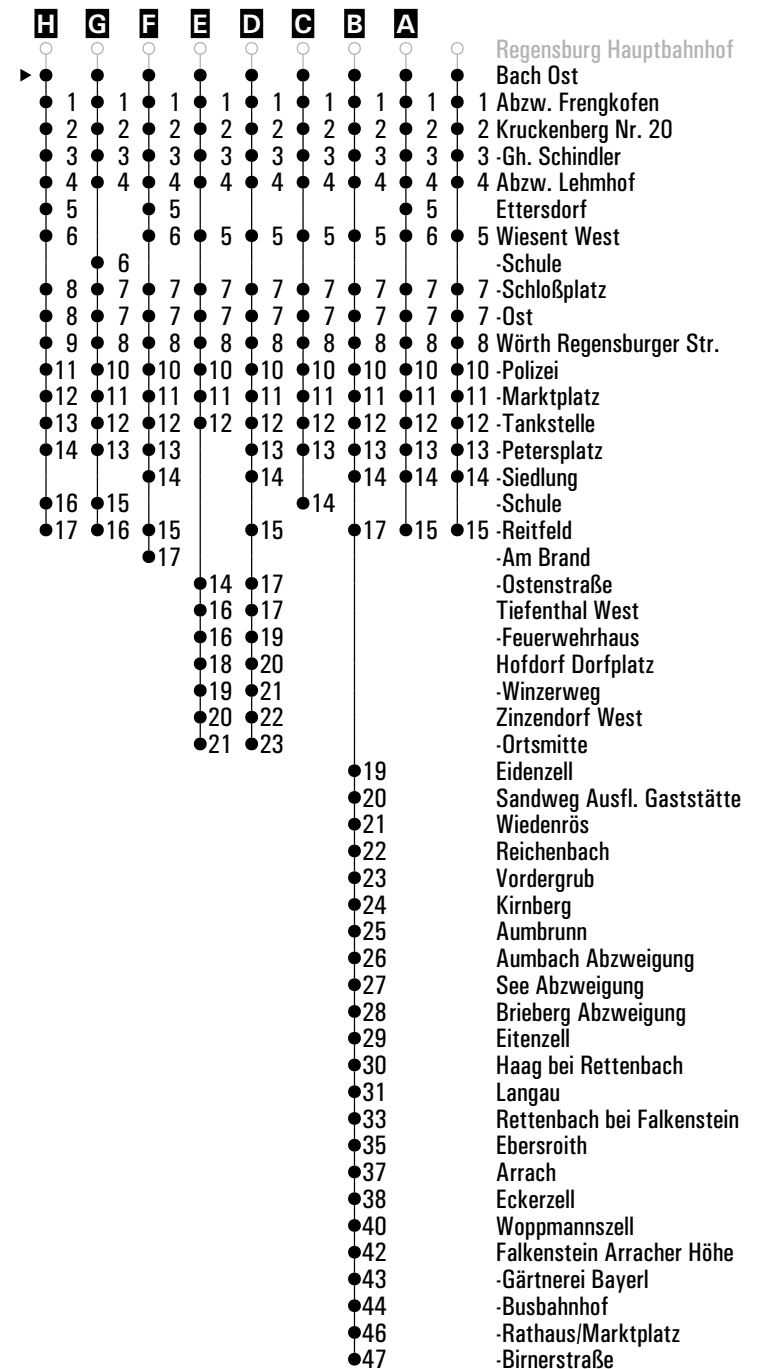 H G F E D C B A
Regensburg Hauptbahnhof
Bach Ost
1 1 1 1 1 1 1 1 1 Abzw. Frengkofen
2 2 2 2 2 2 2 2 2 Kruckenberg Nr. 20
3 3 3 3 3 3 3 3 3 -Gh. Schindler
4 4 4 4 4 4 4 4 4 Abzw. Lehmhof
5 5 5 Ettersdorf
6 6 5 5 5 5 6 5 Wiesent West
6 -Schule
8 7 7 7 7 7 7 7 7 -Schloßplatz
8 7 7 7 7 7 7 7 7 -Ost
9 8 8 8 8 8 8 8 8 Wörth Regensburger Str.
11 10 10 10 10 10 10 10 10 -Polizei
12 11 11 11 11 11 11 11 11 -Marktplatz
13 12 12 12 12 12 12 12 12 -Tankstelle
14 13 13 13 13 13 13 13 -Petersplatz
14 14 14 14 14 -Siedlung
16 15 14 -Schule
17 16 15 15 17 15 15 -Reitfeld
17 -Am Brand
14 17 -Ostenstraße
16 17 Tiefenthal West
16 19 -Feuerwehrhaus
18 20 Hofdorf Dorfplatz
19 21 -Winzerweg
20 22 Zinzendorf West
21 23 -Ortsmitte
19 Eidenzell
20 Sandweg Ausfl. Gaststätte
21 Wiedenrös
22 Reichenbach
23 Vordergrub
24 Kirnberg
25 Aumbrunn
26 Aumbach Abzweigung
27 See Abzweigung
28 Brieberg Abzweigung
29 Eitenzell
30 Haag bei Rettenbach
31 Langau
33 Rettenbach bei Falkenstein
35 Ebersroith
37 Arrach
38 Eckerzell
40 Woppmannszell
42 Falkenstein Arracher Höhe
43 -Gärtnerei Bayerl
44 -Busbahnhof
46 -Rathaus/Marktplatz
47 -Birnerstraße